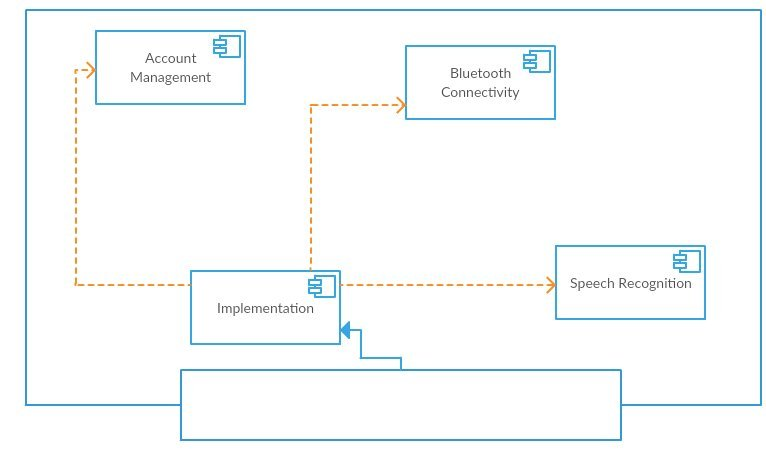 Account
Management
Bluetooth
Connectivity
Speech Recognition
Implementation